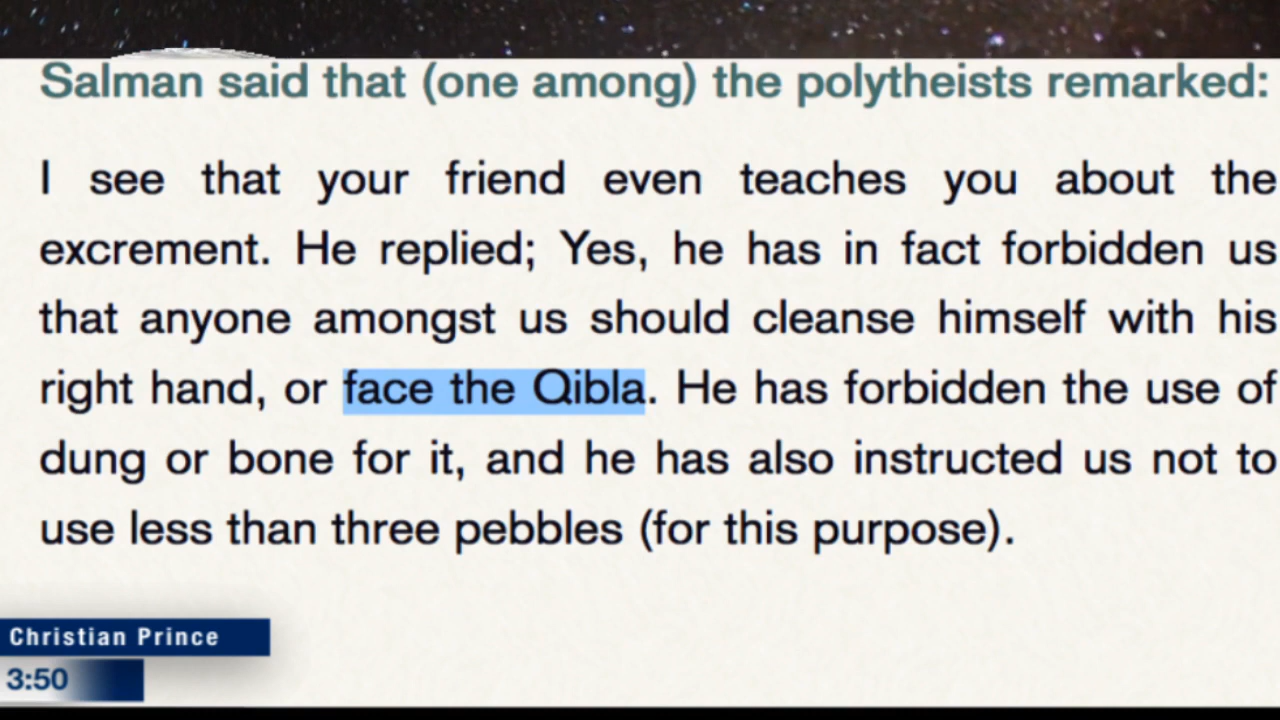 Salman said that (one among) the polytheists remarked:
I see that your friend even teaches you about the
excrement. He replied; Yes, he has in fact forbidden us
that anyone amongst us should cleanse himself with his
right hand, or face the Qibla. He has forbidden the use of
dung or bone for it, and he has also instructed us not to
use less than three pebbles (for this purpose).
Christian Prince
3:50